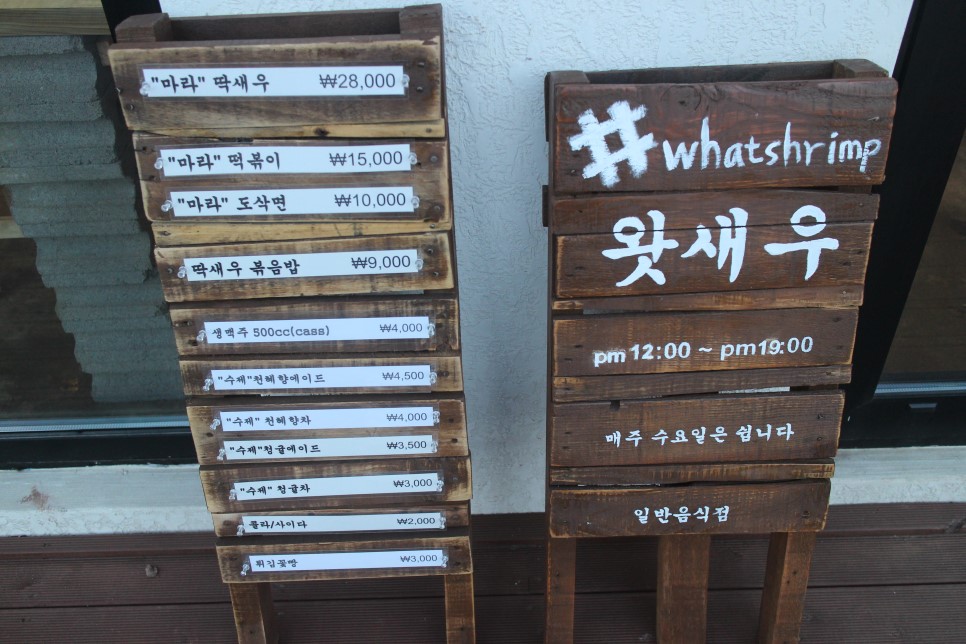 "마라" 딱새우 ₩28,000
"마라" 떡볶이 ₩15,000
"마라" 도삭면 ₩10,000
딱새우 볶음밥 ₩9,000
생맥주 500cc(cass) ₩4,000
"수제"천혜향에이드 ₩4,500
"수제" 천혜향차 ₩4,000
"수제"청귤에이드 ₩3,500
"수제" 청귤차 ₩3,000
콜라/사이다 ₩2,000
튀김꽃빵 ₩3,000
#whatshrimp
왓새우
pm12:00 ~ pm19:00
매주 수요일은 쉽니다
일반음식점